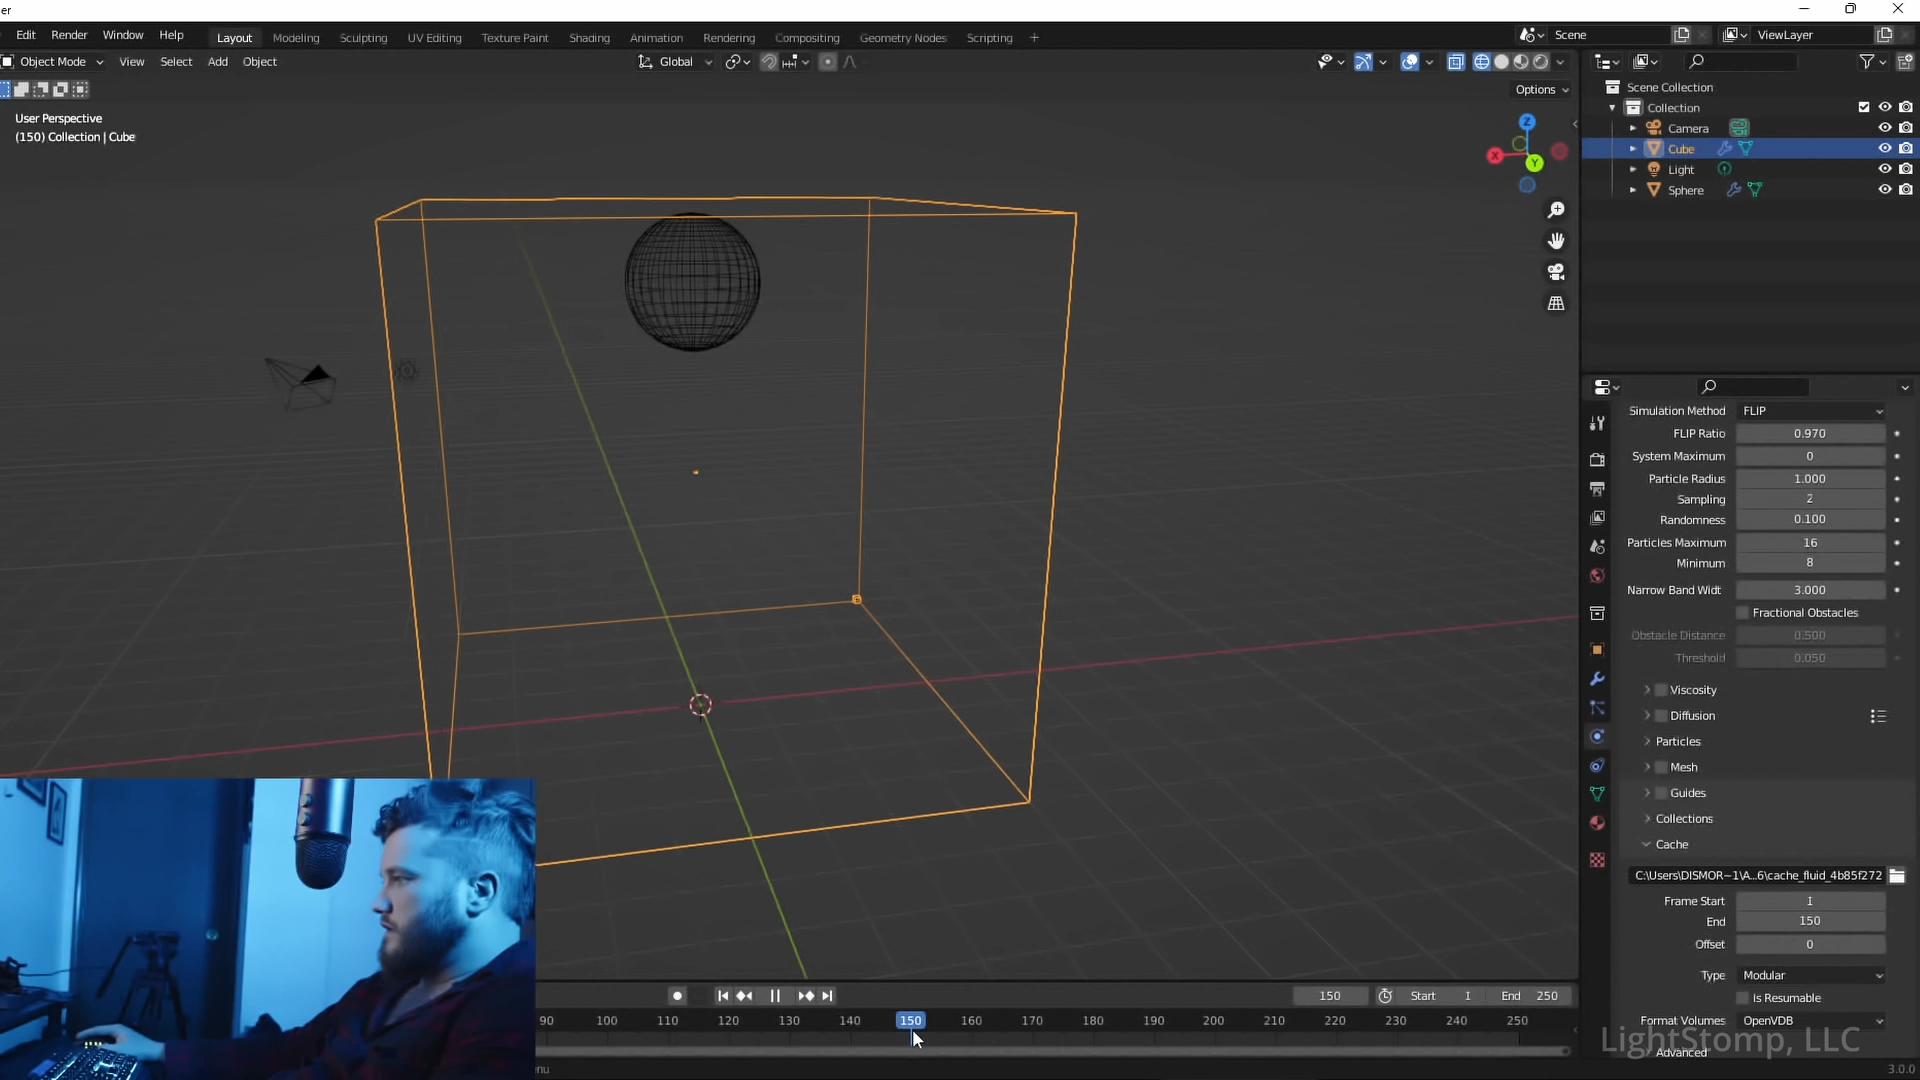 er
Edit Render Window Help Layout Modeling Sculpting UV Editing Texture Paint Shading Animation Rendering Compositing Geometry Nodes Scripting + Scene ViewLayer
Object Mode View Select Add Object Global
Options
User Perspective
(150) Collection | Cube
Z
X
Y
Scene Collection
Collection
Camera
Cube
Light
Sphere
Simulation Method FLIP
FLIP Ratio 0.970
System Maximum 0
Particle Radius 1.000
Sampling 2
Randomness 0.100
Particles Maximum 16
Minimum 8
Narrow Band Widt 3.000
Fractional Obstacles
Obstacle Distance 0.500
Threshold 0.050
Viscosity
Diffusion
Particles
Mesh
Guides
Collections
Cache
C:\Users\DISMOR~1\A...6\cache_fluid_4b85f272
Frame Start 1
End 150
Offset 0
Type Modular
Is Resumable
Format Volumes OpenVDB
Advanced
LightStomp, LLC
150 Start 1 End 250
90 100 110 120 130 140 150 160 170 180 190 200 210 220 230 240 250
nu
3.0.0